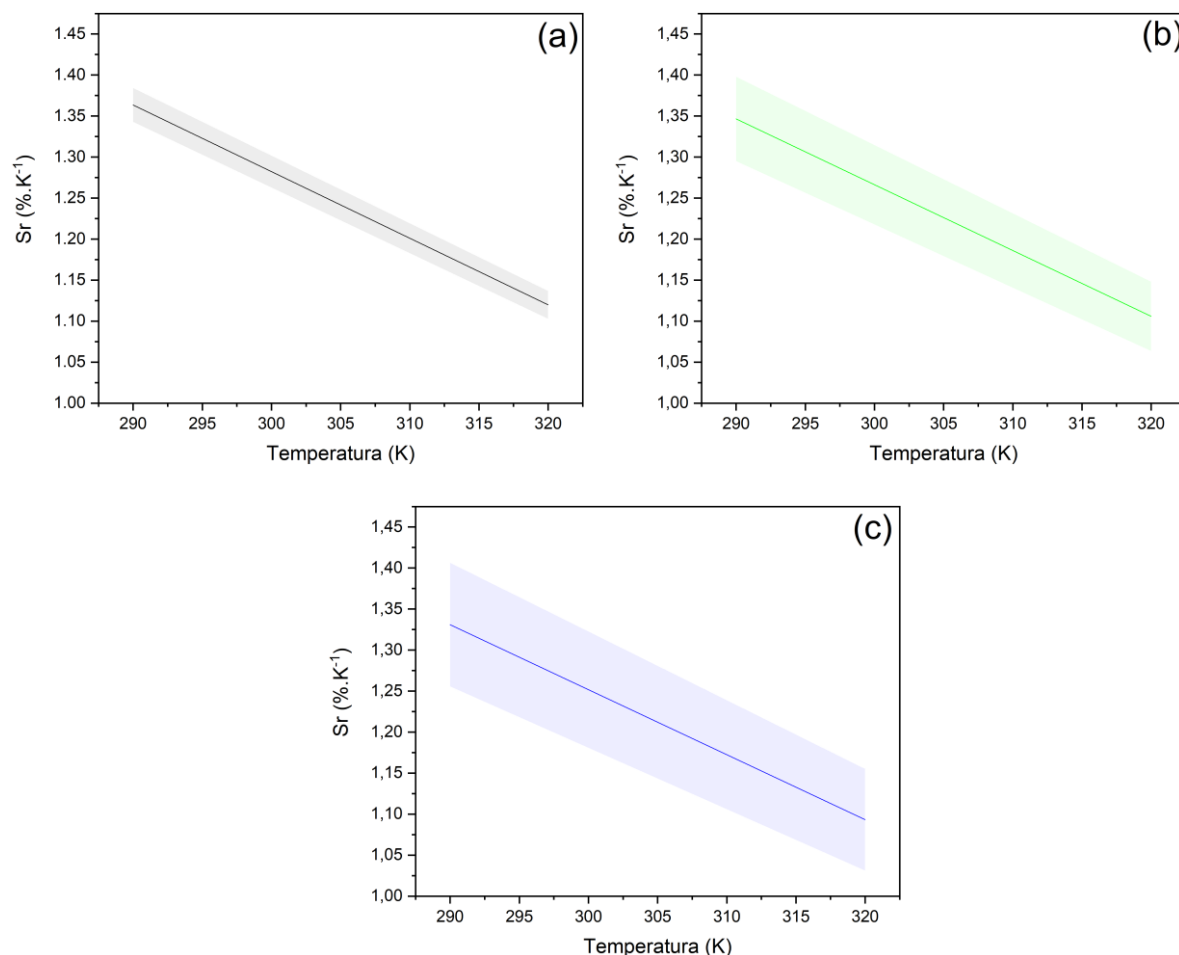 (a)
1.45
1.40
1.35
1.30
1.25
1.20
1.15
1.10
1.05
1.00
Sr (%.K-1)
290 295 300 305 310 315 320
Temperatura (K)
(b)
1,45
1,40
1,35
1,30
1,25
1,20
1,15
1,10
1,05
1,00
Sr (%.K-1)
290 295 300 305 310 315 320
Temperatura (K)
(c)
1,45
1,40
1,35
1,30
1,25
1,20
1,15
1,10
1,05
1,00
Sr (%.K-1)
290 295 300 305 310 315 320
Temperatura (K)